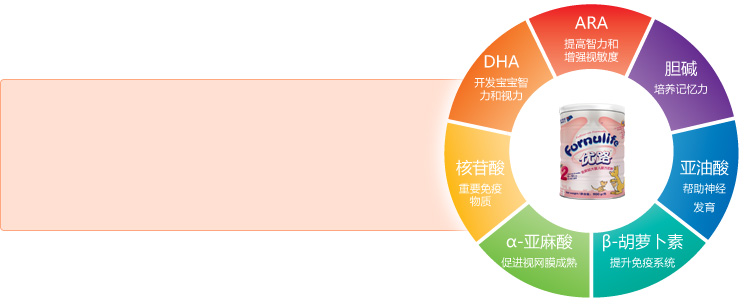 ARA
提高智力和
增强视敏度
胆碱
培养记忆力
亚油酸
帮助神经
发育
β-胡萝卜素
提升免疫系统
α-亚麻酸
促进视网膜成熟
核苷酸
重要免疫
物质
DHA
开发宝宝智
力和视力
Fornulife
优路
2